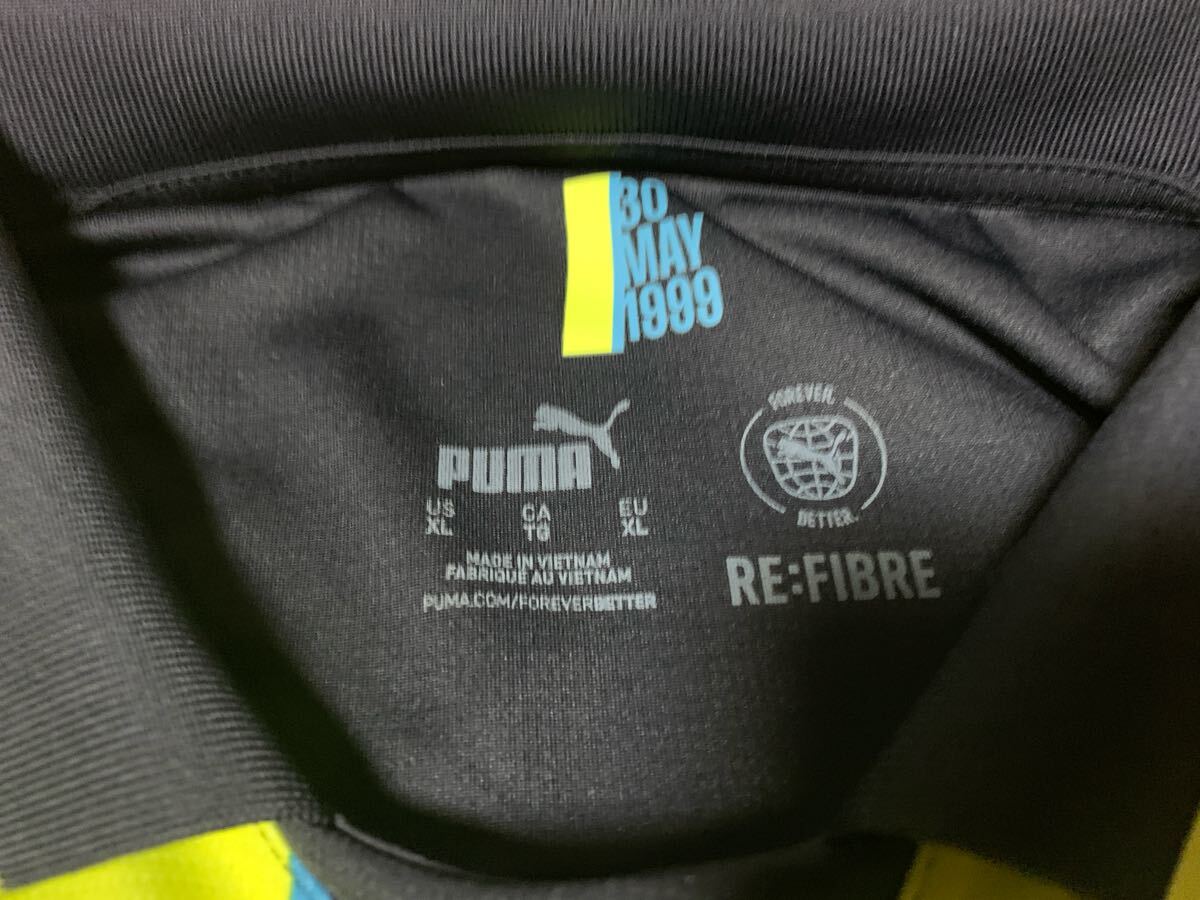 30
MAY
1999
PUMA
US CA EU
XL TG XL
MADE IN VIETNAM
FABRIQUÉ AU VIETNAM
PUMA.COM/FOREVERBETTER
FOREVER.
BETTER.
RE:FIBRE